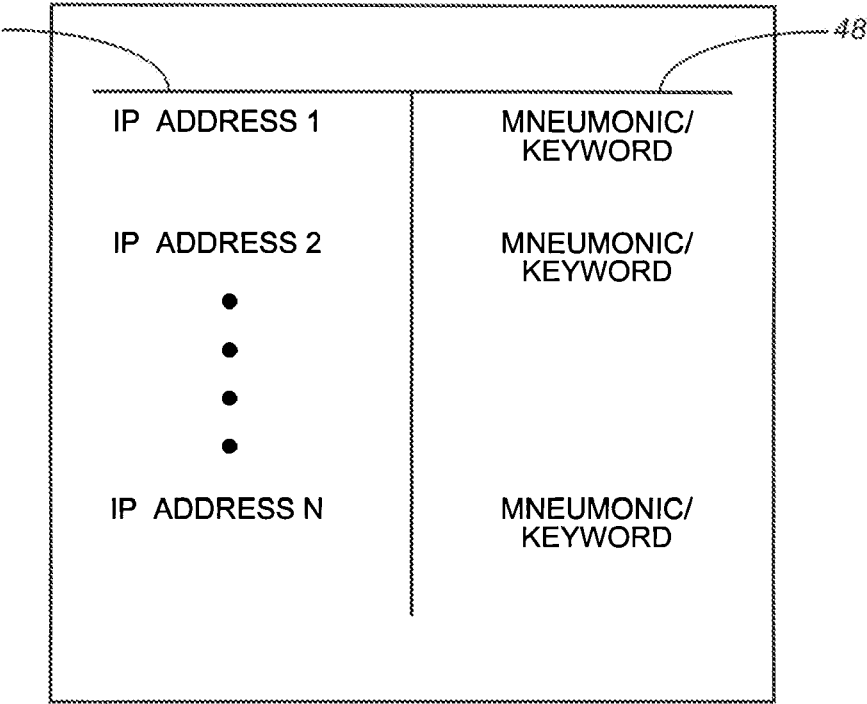 48
IP ADDRESS 1
MNEUMONIC/
KEYWORD
IP ADDRESS 2
MNEUMONIC/
KEYWORD
IP ADDRESS N
MNEUMONIC/
KEYWORD